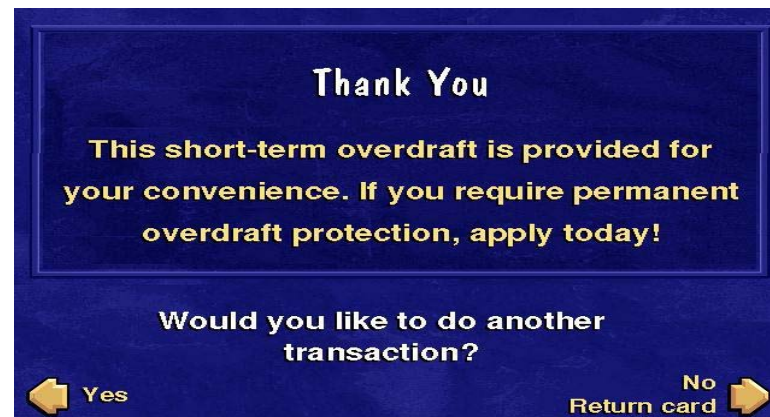 Thank You
This short-term overdraft is provided for
your convenience. If you require permanent
overdraft protection, apply today!
Would you like to do another
transaction?
Yes
No
Return card